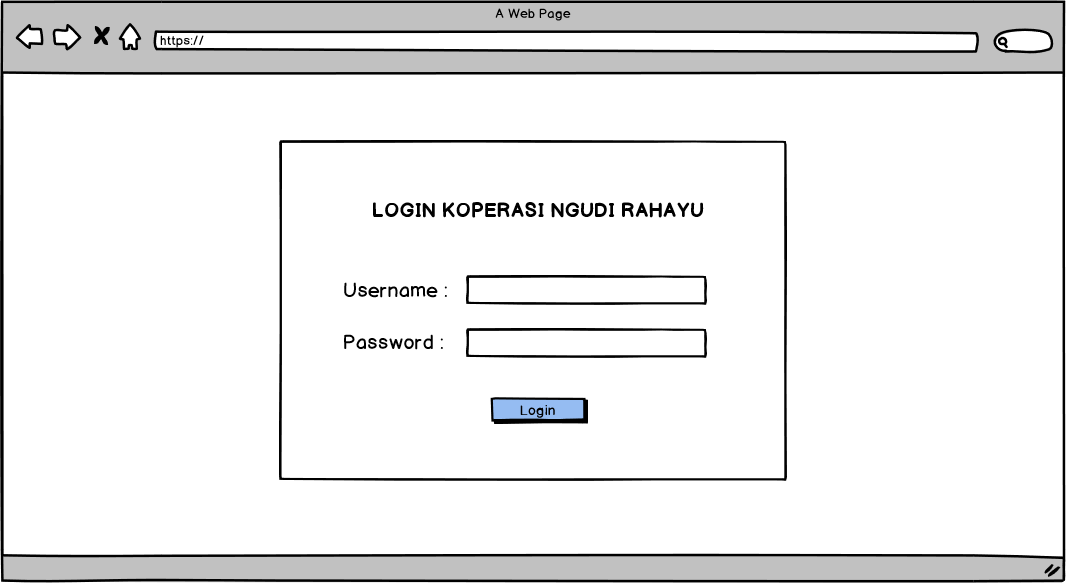 A Web Page
https://
LOGIN KOPERASI NGUDI RAHAYU
Username :
Password :
Login